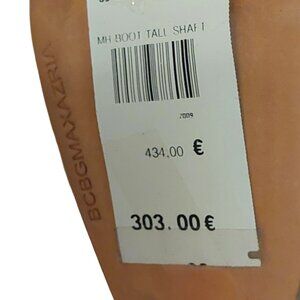 MH BOOT TALL SHAFT
7009
434.00 €
303.00 €
BCBGMAXAZRIA